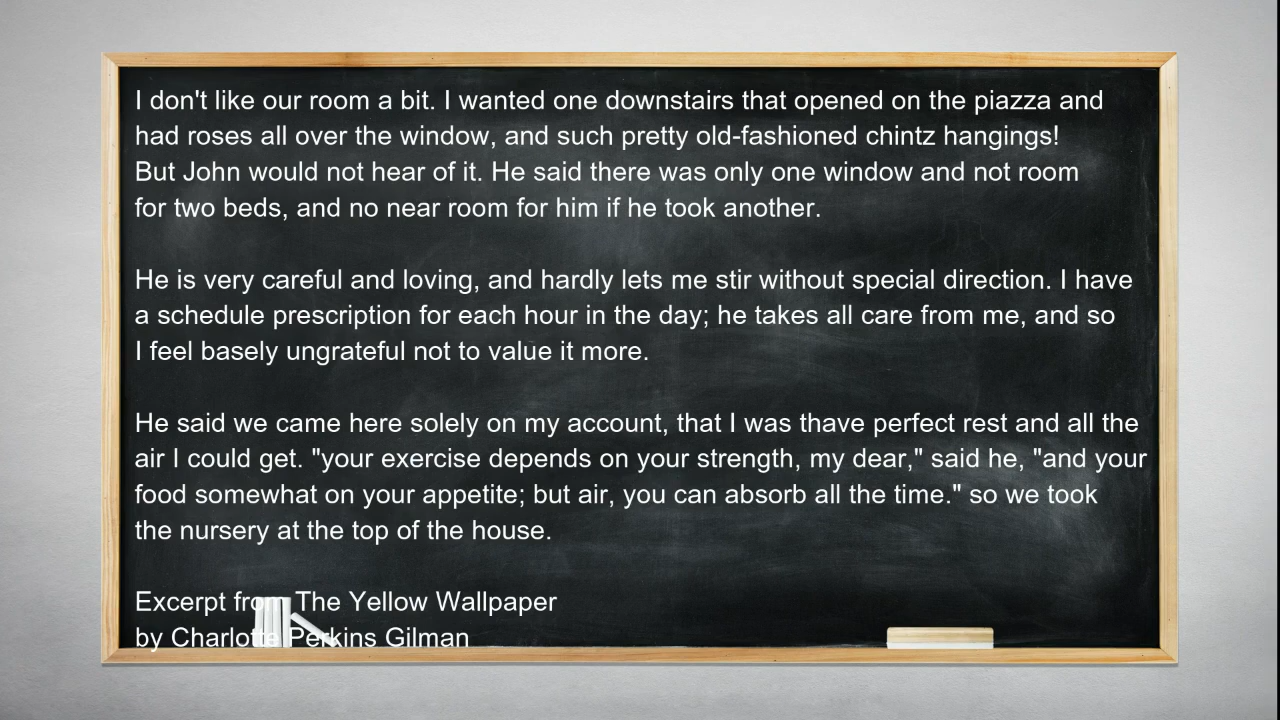 I don't like our room a bit. I wanted one downstairs that opened on the piazza and
had roses all over the window, and such pretty old-fashioned chintz hangings!
But John would not hear of it. He said there was only one window and not room
for two beds, and no near room for him if he took another.
He is very careful and loving, and hardly lets me stir without special direction. I have
a schedule prescription for each hour in the day; he takes all care from me, and so
I feel basely ungrateful not to value it more.
He said we came here solely on my account, that I was thave perfect rest and all the
air I could get. "your exercise depends on your strength, my dear," said he, "and your
food somewhat on your appetite; but air, you can absorb all the time." so we took
the nursery at the top of the house.
Excerpt from The Yellow Wallpaper
by Charlotte Perkins Gilman